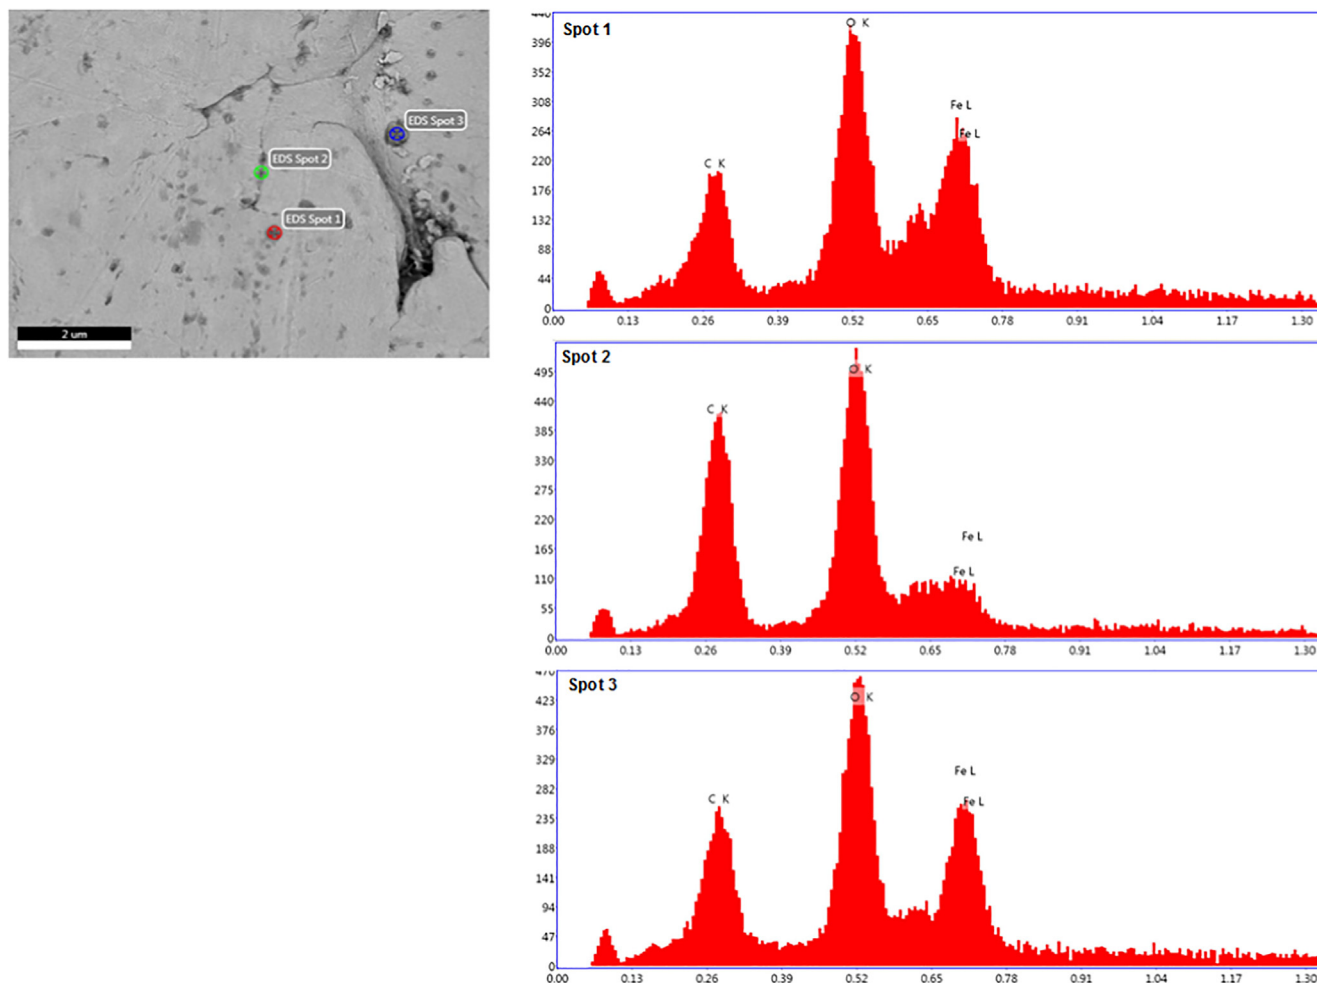 EDS Spot 3
EDS Spot 2
EDS Spot 1
2 um
Spot 1
440
396
352
308
264
220
176
132
88
44
0
O K
Fe L
Fe L
C K
0.00 0.13 0.26 0.39 0.52 0.65 0.78 0.91 1.04 1.17 1.30
Spot 2
495
440
385
330
275
220
165
110
55
0
O K
C K
Fe L
Fe L
0.00 0.13 0.26 0.39 0.52 0.65 0.78 0.91 1.04 1.17 1.30
Spot 3
470
423
376
329
282
235
188
141
94
47
0
O K
Fe L
C K
Fe L
0.00 0.13 0.26 0.39 0.52 0.65 0.78 0.91 1.04 1.17 1.30